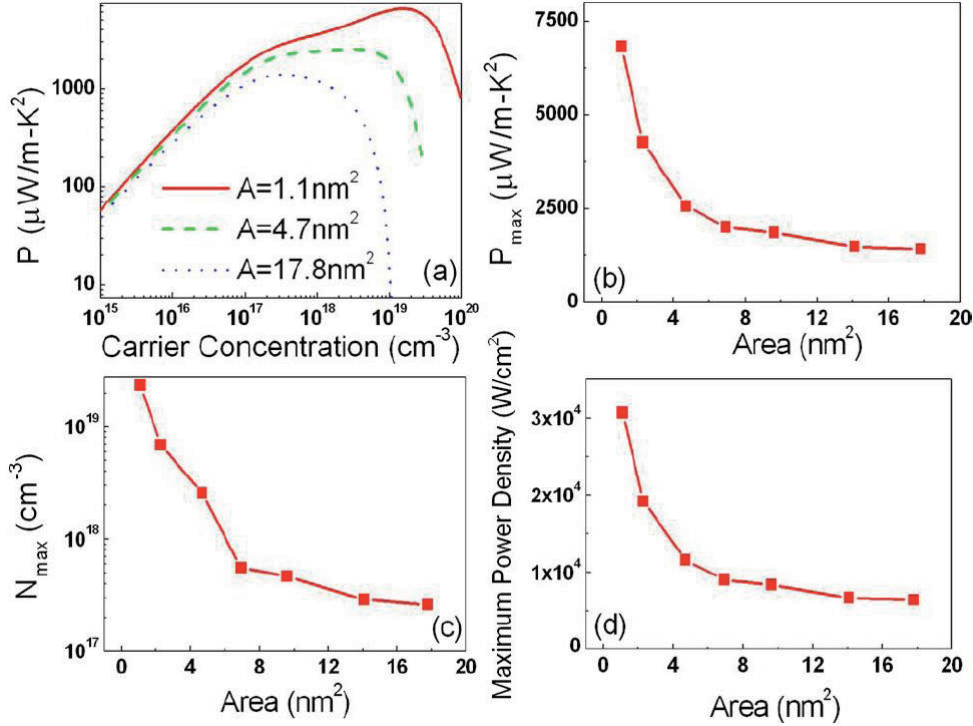 P (μW/m-K²)
1000
100
10
A=1.1nm²
A=4.7nm²
A=17.8nm²
(a)
10¹⁵ 10¹⁶ 10¹⁷ 10¹⁸ 10¹⁹ 10²⁰
Carrier Concentration (cm⁻³)
P_max (μW/m-K²)
7500
5000
2500
0
(b)
0 4 8 12 16 20
Area (nm²)
N_max (cm⁻³)
10¹⁹
10¹⁸
10¹⁷
(c)
0 4 8 12 16 20
Area (nm²)
Maximum Power Density (W/cm²)
3x10⁴
2x10⁴
1x10⁴
0
(d)
0 4 8 12 16 20
Area (nm²)